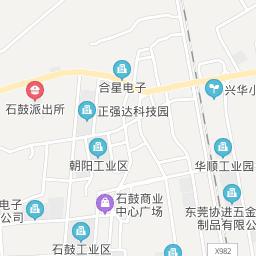 合星电子
兴华小
石鼓派出所
正强达科技园
朝阳工业区
华顺工业园
电子
公司
石鼓商业
中心广场
东莞协进五金
制品有限公
石鼓工业区
X982